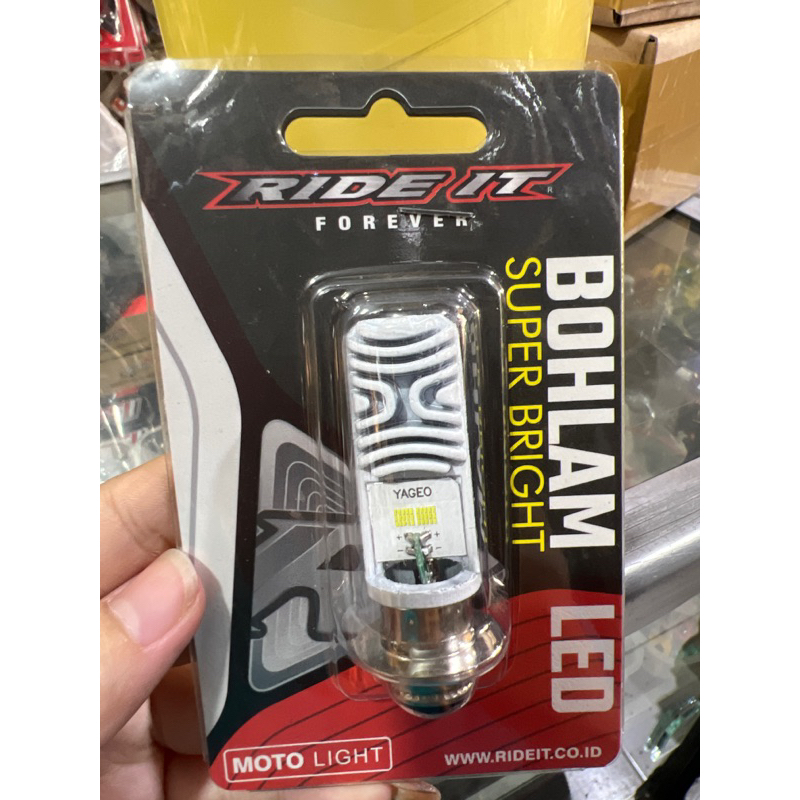 RIDE IT
®
FOREVER
BOHLAM LED
SUPER BRIGHT
YAGEO
+ +
- -
MOTO LIGHT
WWW.RIDEIT.CO.ID